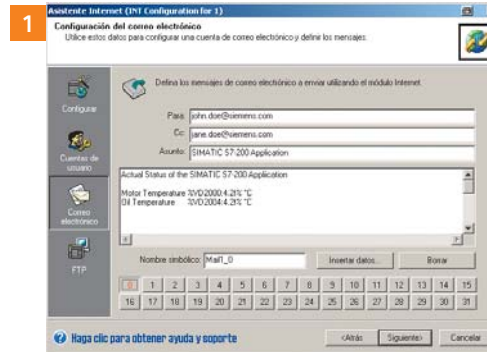 1
Asistente Internet (INT Configuration for 1)
Configuración del correo electrónico
Utilice estos datos para configurar una cuenta de correo electrónico y definir los mensajes.
Configurar
Cuentas de usuario
Correo electrónico
FTP
Defina los mensajes de correo electrónico a enviar utilizando el módulo Internet.
Para: john.doe@siemens.com
Cc: jane.doe@siemens.com
Asunto: SIMATIC S7-200 Application
Actual Status of the SIMATIC S7-200 Application
Motor Temperature %VD2000:4.2f% °C
Oil Temperature %VD2004:4.2f% °C
Nombre simbólico: Mail1_0
Insertar datos...
Borrar
0 1 2 3 4 5 6 7 8 9 10 11 12 13 14 15
16 17 18 19 20 21 22 23 24 25 26 27 28 29 30 31
Haga clic para obtener ayuda y soporte
<Atrás
Siguiente>
Cancelar